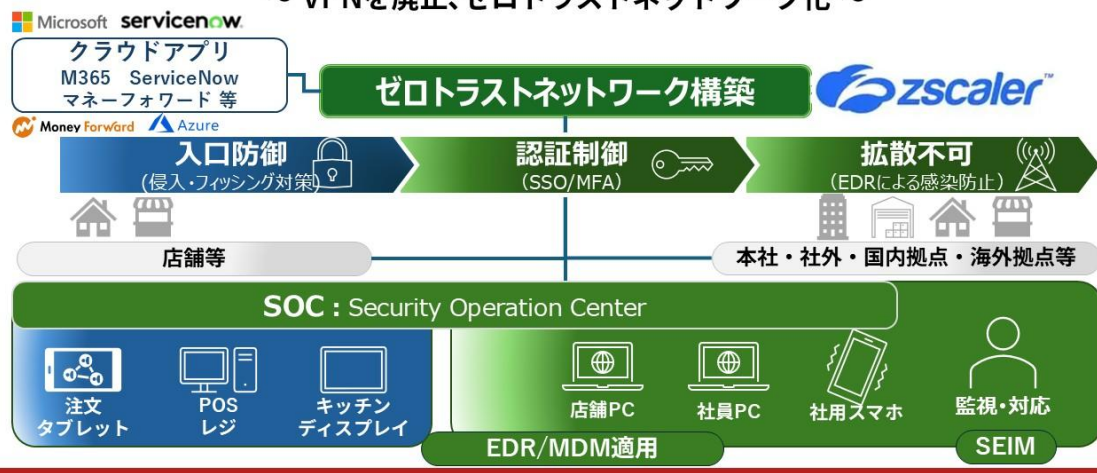 ～ VPNを廃止、ゼロトラストネットワーク化 ～
Microsoft servicenow.
クラウドアプリ
M365 ServiceNow
マネーフォワード 等
Money Forward Azure
ゼロトラストネットワーク構築
zscaler™
入口防御
(侵入・フィッシング対策)
認証制御
(SSO/MFA)
拡散不可
(EDRによる感染防止)
店舗等
本社・社外・国内拠点・海外拠点等
SOC : Security Operation Center
注文
タブレット
POS
レジ
キッチン
ディスプレイ
店舗PC
社員PC
社用スマホ
監視・対応
EDR/MDM適用
SEIM